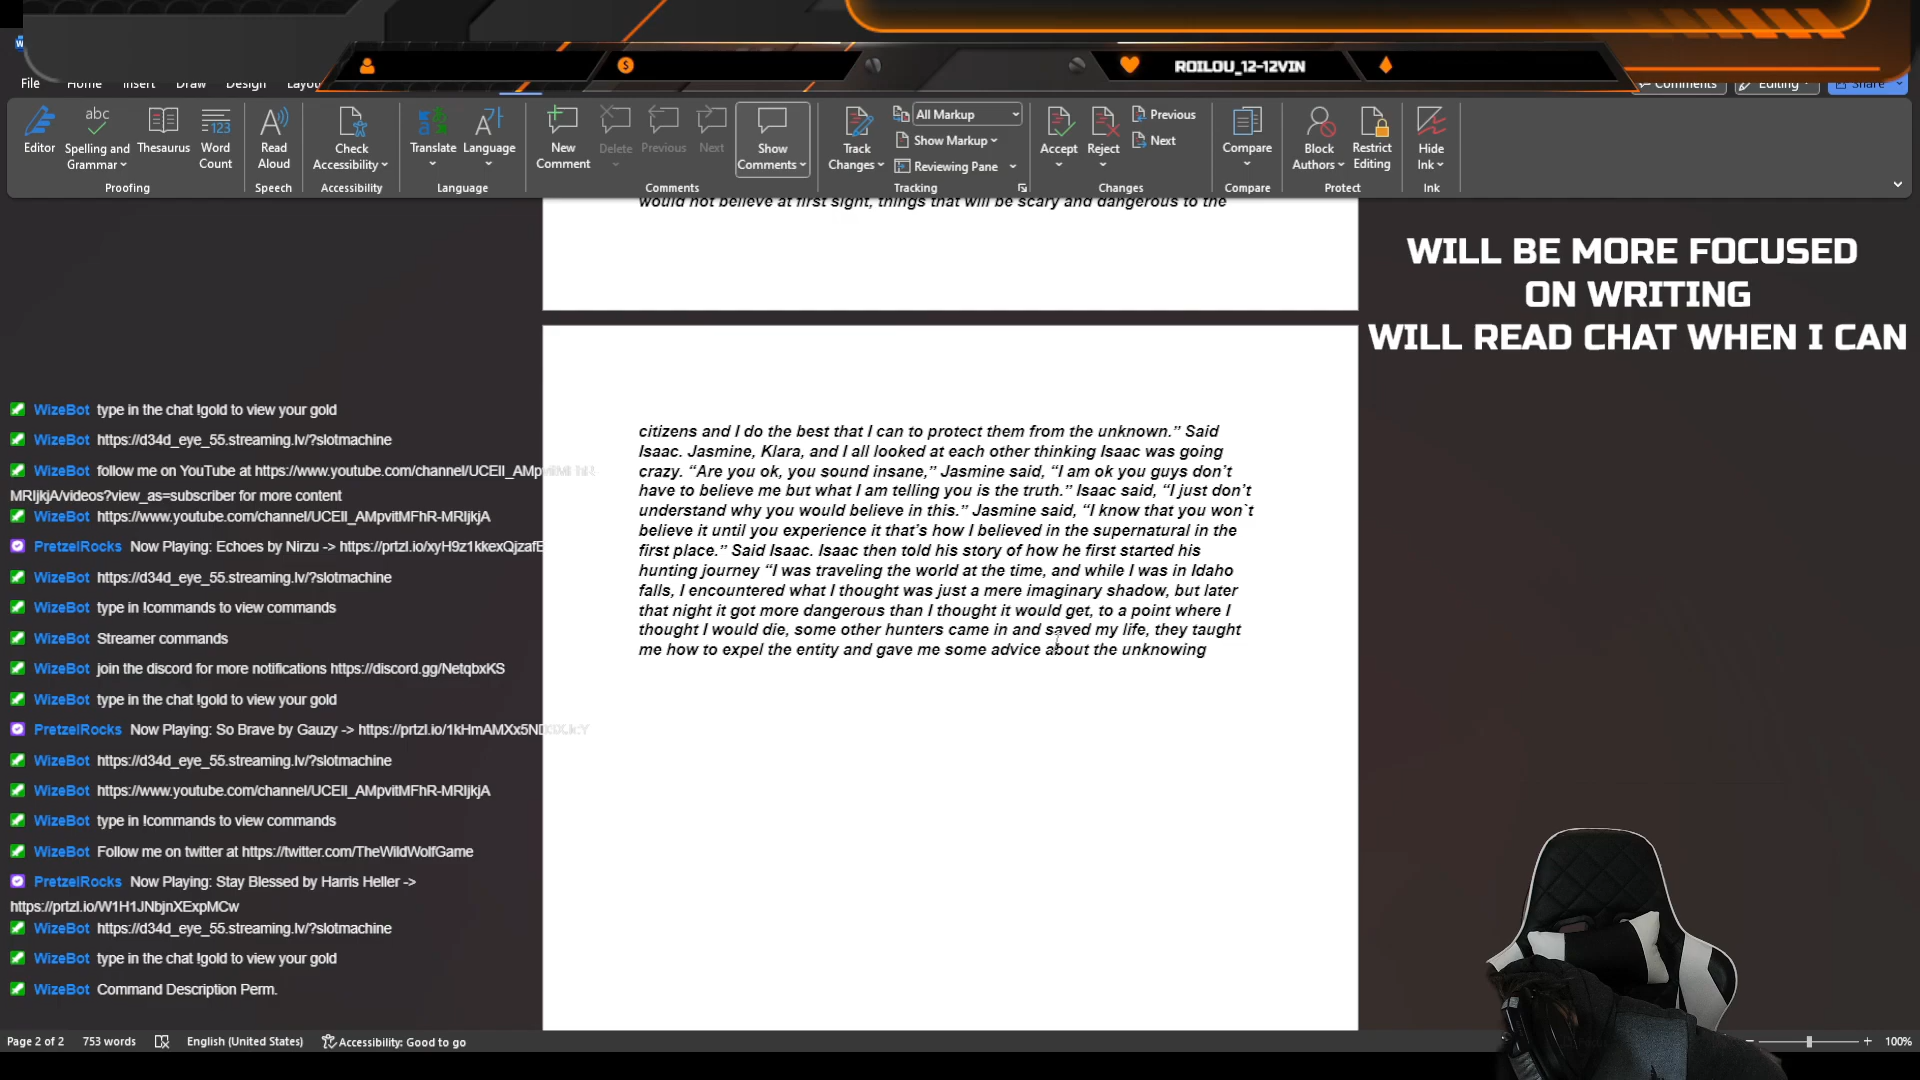 ROILOU_12-12VIN
File
Home
Insert
Draw
Design
Comments
Editing
Share
Editor
Spelling and Grammar
Thesaurus
Word Count
Proofing
Read Aloud
Speech
Check Accessibility
Accessibility
Translate
Language
Language
New Comment
Delete
Previous
Next
Show Comments
Comments
Track Changes
All Markup
Show Markup
Reviewing Pane
Tracking
Accept
Reject
Previous
Next
Changes
Compare
Compare
Block Authors
Restrict Editing
Protect
Hide Ink
Ink
would not believe at first sight, things that will be scary and dangerous to the
WILL BE MORE FOCUSED
ON WRITING
WILL READ CHAT WHEN I CAN
citizens and I do the best that I can to protect them from the unknown.” Said
Isaac. Jasmine, Klara, and I all looked at each other thinking Isaac was going
crazy. “Are you ok, you sound insane,” Jasmine said, “I am ok you guys don’t
have to believe me but what I am telling you is the truth.” Isaac said, “I just don’t
understand why you would believe in this.” Jasmine said, “I know that you won`t
believe it until you experience it that’s how I believed in the supernatural in the
first place.” Said Isaac. Isaac then told his story of how he first started his
hunting journey “I was traveling the world at the time, and while I was in Idaho
falls, I encountered what I thought was just a mere imaginary shadow, but later
that night it got more dangerous than I thought it would get, to a point where I
thought I would die, some other hunters came in and saved my life, they taught
me how to expel the entity and gave me some advice about the unknowing
WizeBot type in the chat !gold to view your gold
WizeBot https://d34d_eye_55.streaming.lv/?slotmachine
WizeBot follow me on YouTube at
MRIjkjA/videos?view_as=subscriber for more content
WizeBot https://www.youtube.com/channel/UCEIl_AMpvitMFhR-MRIjkjA
PretzelRocks Now Playing: Echoes by Nirzu ->
WizeBot https://d34d_eye_55.streaming.lv/?slotmachine
WizeBot type in !commands to view commands
WizeBot Streamer commands
WizeBot join the discord for more notifications https://discord.gg/NetqbxKS
WizeBot type in the chat !gold to view your gold
PretzelRocks Now Playing: So Brave by Gauzy ->
WizeBot https://d34d_eye_55.streaming.lv/?slotmachine
WizeBot https://www.youtube.com/channel/UCEIl_AMpvitMFhR-MRIjkjA
WizeBot type in !commands to view commands
WizeBot Follow me on twitter at https://twitter.com/TheWildWolfGame
PretzelRocks Now Playing: Stay Blessed by Harris Heller ->
https://prtzl.io/W1H1JNbjnXExpMCw
WizeBot https://d34d_eye_55.streaming.lv/?slotmachine
WizeBot type in the chat !gold to view your gold
WizeBot Command Description Perm.
Page 2 of 2
753 words
English (United States)
Accessibility: Good to go
100%